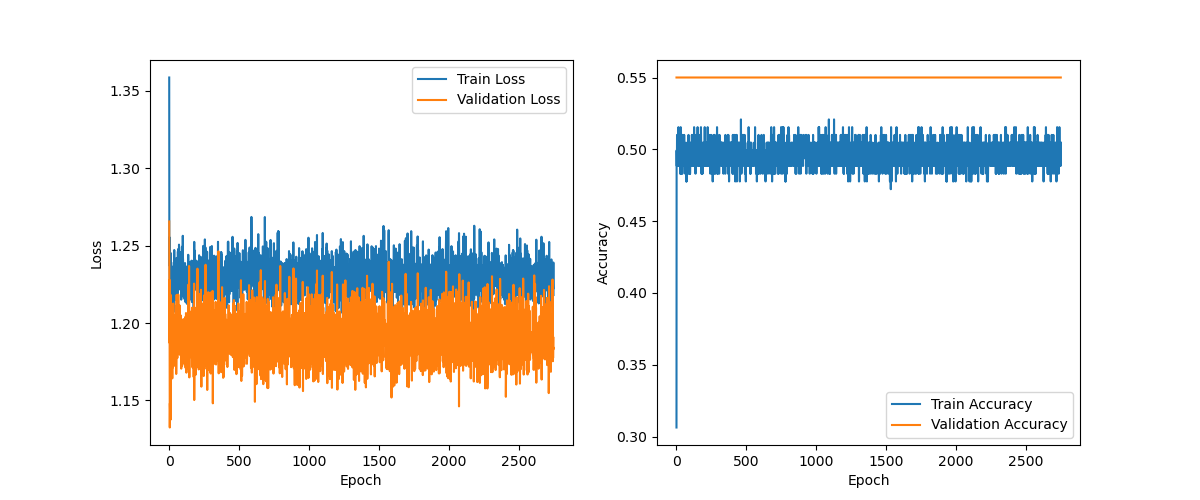 Train Loss
Validation Loss
1.35
1.30
1.25
1.20
1.15
Loss
0
500
1000
1500
2000
2500
Epoch
0.55
0.50
0.45
0.40
0.35
0.30
Accuracy
Train Accuracy
Validation Accuracy
0
500
1000
1500
2000
2500
Epoch